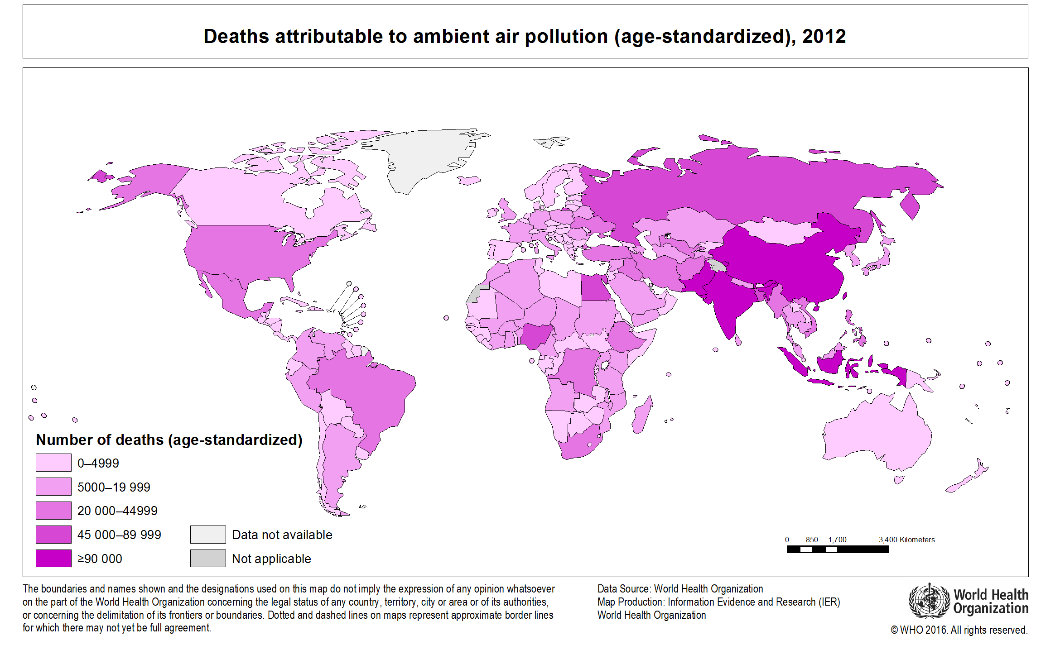 Deaths attributable to ambient air pollution (age-standardized), 2012
Number of deaths (age-standardized)
0–4999
5000–19 999
20 000–44999
45 000–89 999
≥90 000
Data not available
Not applicable
0 850 1,700 3,400 Kilometers
The boundaries and names shown and the designations used on this map do not imply the expression of any opinion whatsoever
on the part of the World Health Organization concerning the legal status of any country, territory, city or area or of its authorities,
or concerning the delimitation of its frontiers or boundaries. Dotted and dashed lines on maps represent approximate border lines
for which there may not yet be full agreement.
Data Source: World Health Organization
Map Production: Information Evidence and Research (IER)
World Health Organization
World Health
Organization
© WHO 2016. All rights reserved.